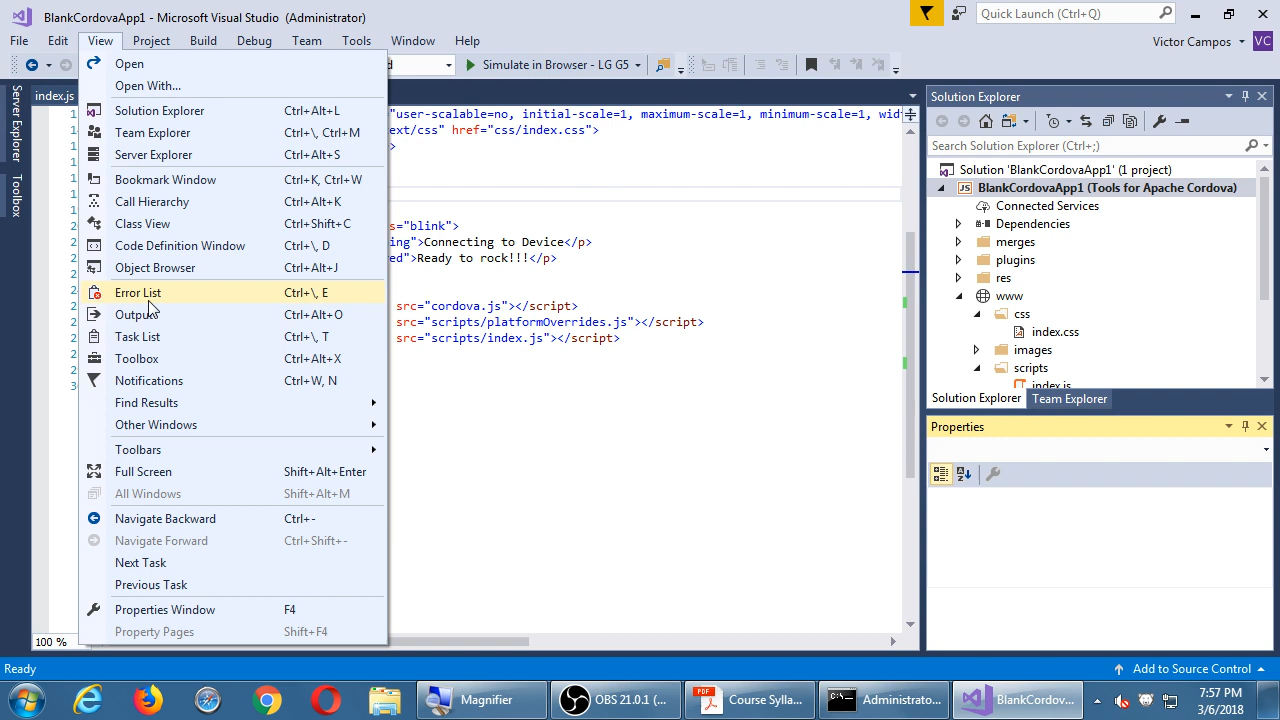 BlankCordovaApp1 - Microsoft Visual Studio (Administrator)
Quick Launch (Ctrl+Q)
File Edit View Project Build Debug Team Tools Window Help
Victor Campos VC
d Simulate in Browser - LG G5
Server Explorer
Toolbox
index.js
"user-scalable=no, initial-scale=1, maximum-scale=1, minimum-scale=1, wid
ext/css" href="css/index.css">
>
s="blink">
ing">Connecting to Device</p>
ed">Ready to rock!!!</p>
src="cordova.js"></script>
src="scripts/platformOverrides.js"></script>
src="scripts/index.js"></script>
100 %
Open
Open With...
Solution Explorer Ctrl+Alt+L
Team Explorer Ctrl+\, Ctrl+M
Server Explorer Ctrl+Alt+S
Bookmark Window Ctrl+K, Ctrl+W
Call Hierarchy Ctrl+Alt+K
Class View Ctrl+Shift+C
Code Definition Window Ctrl+\, D
Object Browser Ctrl+Alt+J
Error List Ctrl+\, E
Output Ctrl+Alt+O
Task List Ctrl+\, T
Toolbox Ctrl+Alt+X
Notifications Ctrl+W, N
Find Results
Other Windows
Toolbars
Full Screen Shift+Alt+Enter
All Windows Shift+Alt+M
Navigate Backward Ctrl+-
Navigate Forward Ctrl+Shift+-
Next Task
Previous Task
Properties Window F4
Property Pages Shift+F4
Solution Explorer
Search Solution Explorer (Ctrl+;)
Solution 'BlankCordovaApp1' (1 project)
JS BlankCordovaApp1 (Tools for Apache Cordova)
Connected Services
Dependencies
merges
plugins
res
www
css
index.css
images
scripts
index.js
Solution Explorer Team Explorer
Properties
Ready
Add to Source Control
Magnifier
OBS 21.0.1 (...
Course Sylla...
Administrato...
BlankCordov...
7:57 PM
3/6/2018